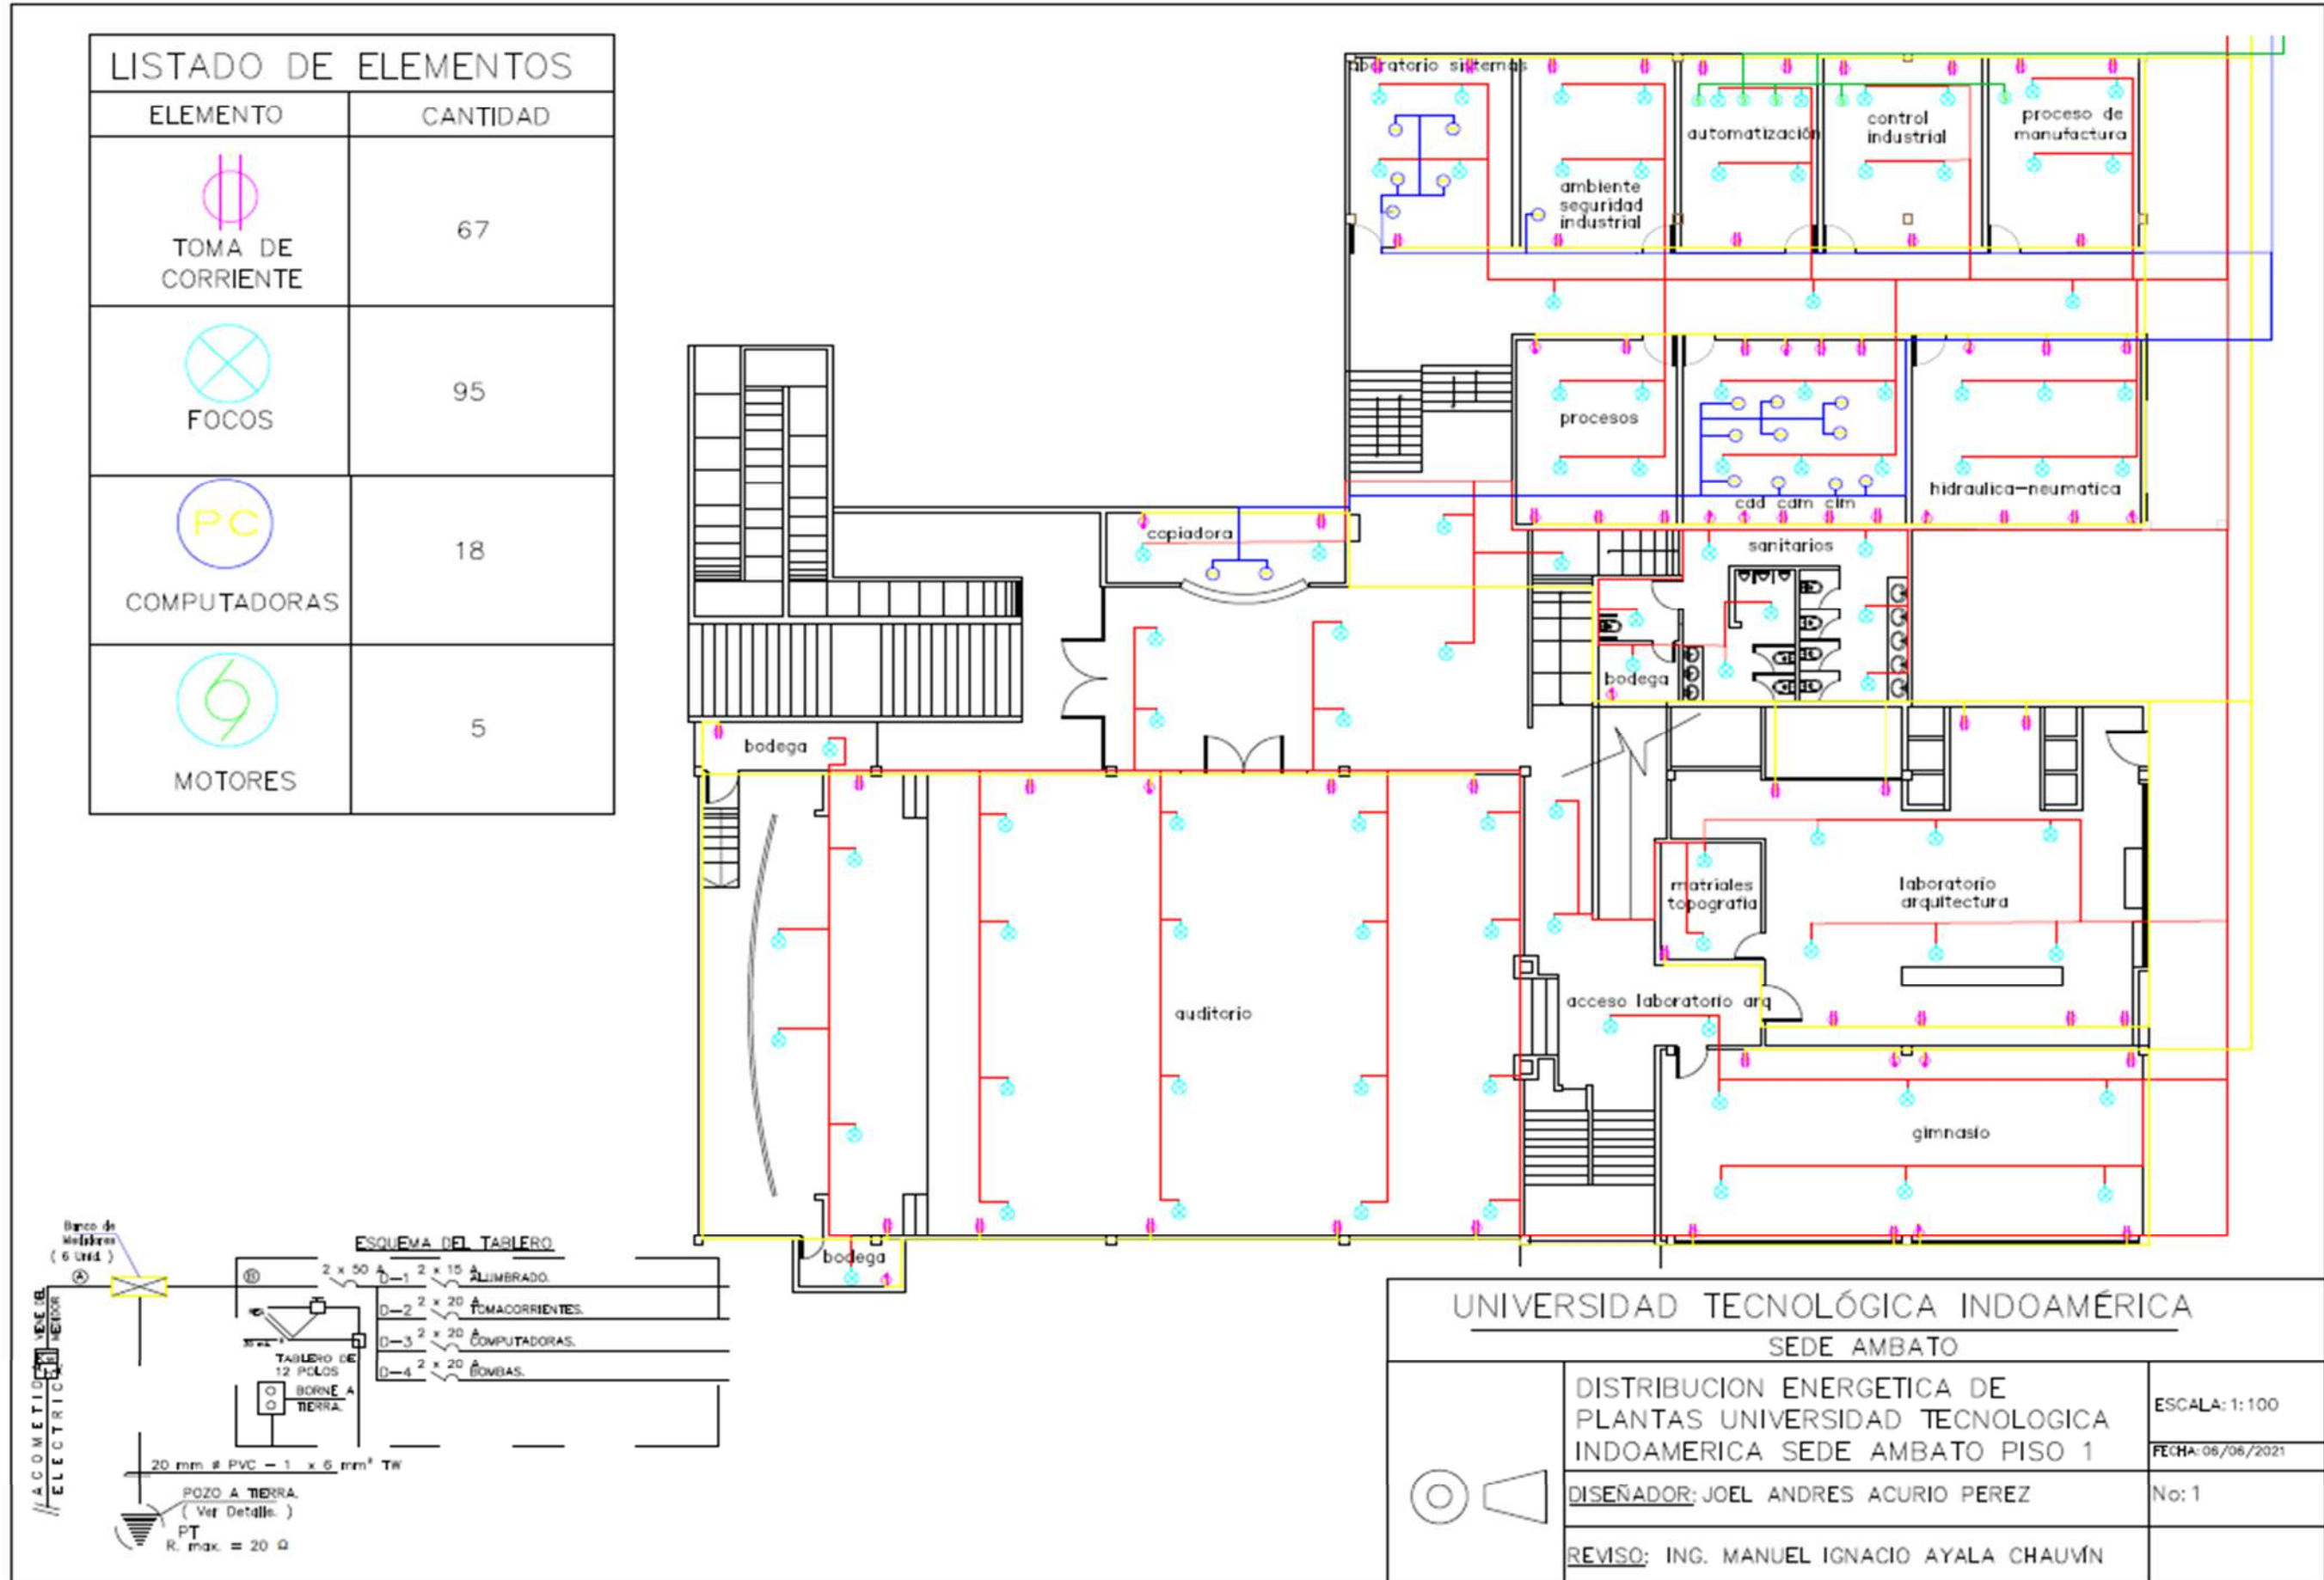 LISTADO DE ELEMENTOS
ELEMENTO
CANTIDAD
TOMA DE
CORRIENTE
67
FOCOS
95
PC
COMPUTADORAS
18
MOTORES
5
aboratorio sistemas
ambiente
seguridad
industrial
automatización
control
industrial
proceso de
manufactura
procesos
cad cam cim
hidraulica-neumatica
copiadora
sanitarios
bodega
bodega
auditorio
matriales
topografia
laboratorio
arquitectura
acceso laboratorio arq
gimnasio
bodega
Banco de
Medidores
( 6 Unid. )
A
B
ACOMETIDA
ELECTRICA
VIENE DEL
MEDIDOR
ESQUEMA DEL TABLERO
2 x 50 A
D-1 2 x 15 A ALUMBRADO.
D-2 2 x 20 A TOMACORRIENTES.
D-3 2 x 20 A COMPUTADORAS.
D-4 2 x 20 A BOMBAS.
TABLERO DE
12 POLOS
BORNE A
TIERRA.
20 mm ø PVC - 1 x 6 mm² TW
POZO A TIERRA.
( Ver Detalle. )
PT
R. max. = 20 Ω
UNIVERSIDAD TECNOLÓGICA INDOAMÉRICA
SEDE AMBATO
DISTRIBUCION ENERGETICA DE
PLANTAS UNIVERSIDAD TECNOLOGICA
INDOAMERICA SEDE AMBATO PISO 1
ESCALA: 1:100
FECHA: 06/06/2021
DISEÑADOR: JOEL ANDRES ACURIO PEREZ
No: 1
REVISO: ING. MANUEL IGNACIO AYALA CHAUVÍN